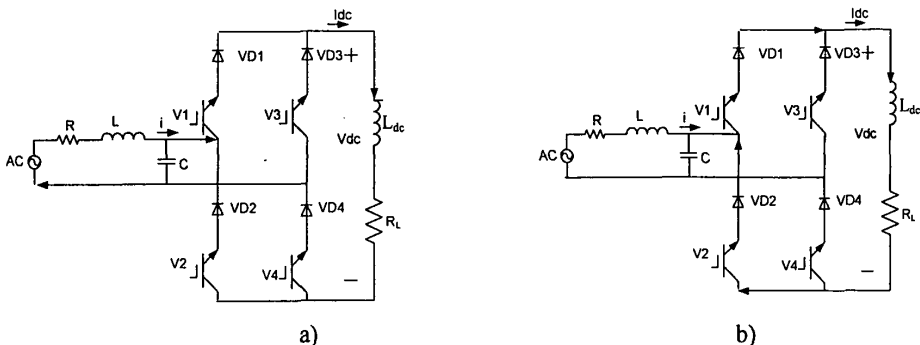 Idc
VD1
VD3
+
V1
V3
R
L
i
Ldc
Vdc
AC
C
VD2
VD4
RL
V2
V4
−
a)
Idc
VD1
VD3
+
V1
V3
R
L
i
Ldc
Vdc
AC
C
VD2
VD4
RL
V2
V4
−
b)